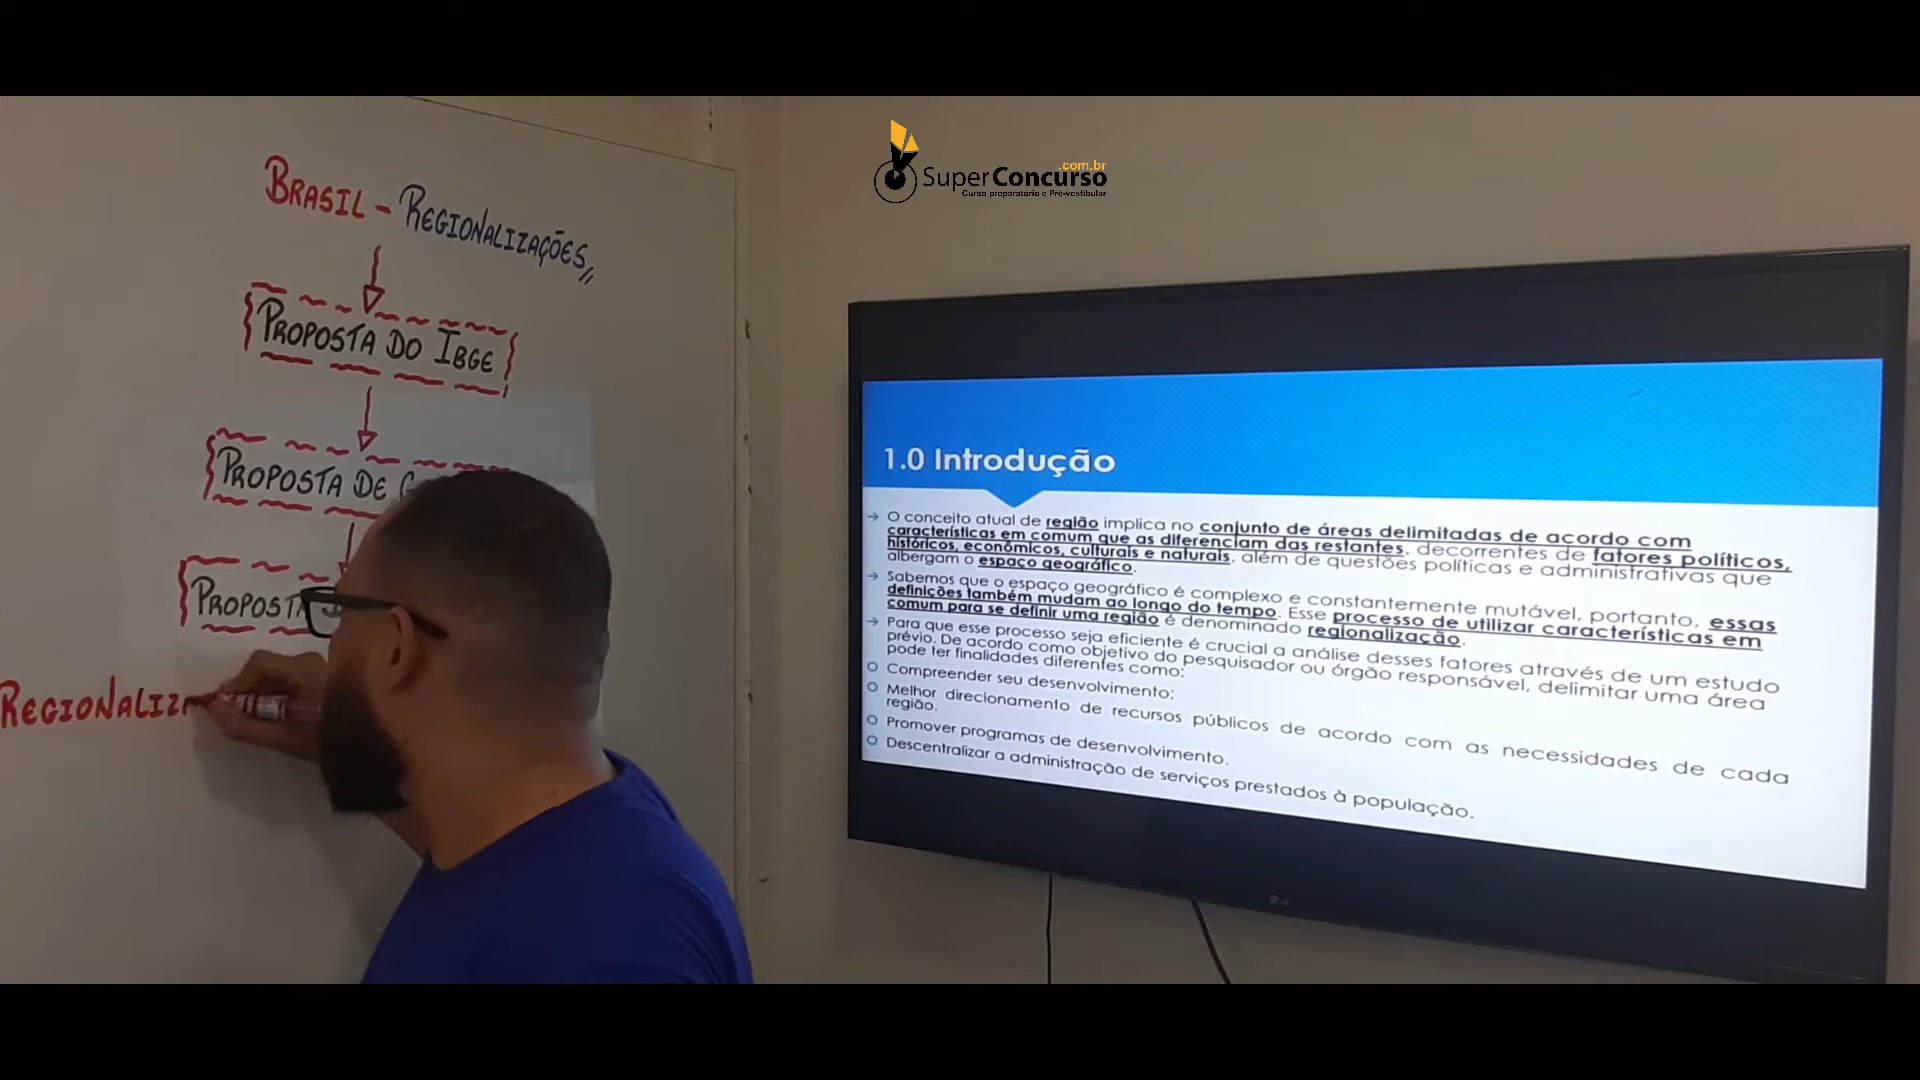 BRASIL - REGIONALIZAÇÕES,,
PROPOSTA DO IBGE
PROPOSTA DE
PROPOSTA
REGIONALIZ
.com.br
SuperConcurso
Curso preparatório e Pré-vestibular
1.0 Introdução
→ O conceito atual de região implica no conjunto de áreas delimitadas de acordo com
características em comum que as diferenciam das restantes, decorrentes de fatores políticos,
históricos, econômicos, culturais e naturais, além de questões políticas e administrativas que
albergam o espaço geográfico.
→ Sabemos que o espaço geográfico é complexo e constantemente mutável, portanto, essas
definições também mudam ao longo do tempo. Esse processo de utilizar características em
comum para se definir uma região é denominado regionalização.
→ Para que esse processo seja eficiente é crucial a análise desses fatores através de um estudo
prévio. De acordo como objetivo do pesquisador ou órgão responsável, delimitar uma área
pode ter finalidades diferentes como:
○ Compreender seu desenvolvimento;
○ Melhor direcionamento de recursos públicos de acordo com as necessidades de cada
região.
○ Promover programas de desenvolvimento.
○ Descentralizar a administração de serviços prestados à população.
LG